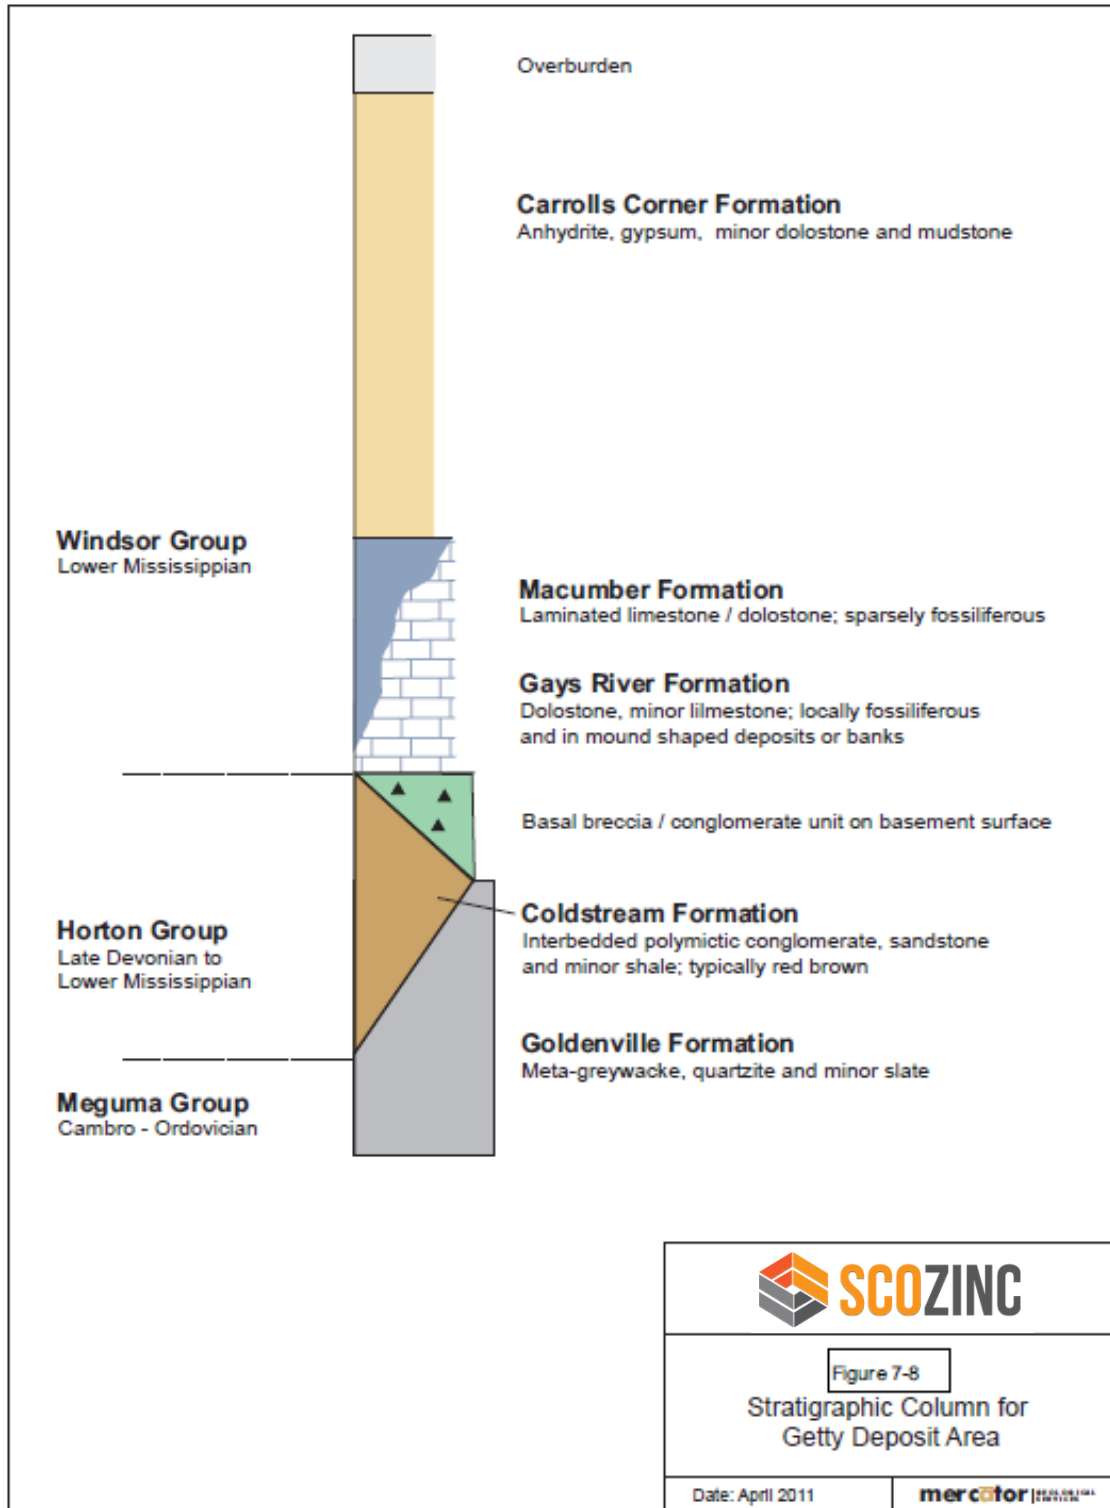 Overburden
Carrolls Corner Formation
Anhydrite, gypsum, minor dolostone and mudstone
Windsor Group
Lower Mississippian
Macumber Formation
Laminated limestone / dolostone; sparsely fossiliferous
Gays River Formation
Dolostone, minor lilmestone; locally fossiliferous
and in mound shaped deposits or banks
Basal breccia / conglomerate unit on basement surface
Horton Group
Late Devonian to
Lower Mississippian
Coldstream Formation
Interbedded polymictic conglomerate, sandstone
and minor shale; typically red brown
Goldenville Formation
Meta-greywacke, quartzite and minor slate
Meguma Group
Cambro - Ordovician
SCOZINC
Figure 7-8
Stratigraphic Column for
Getty Deposit Area
Date: April 2011
mercator